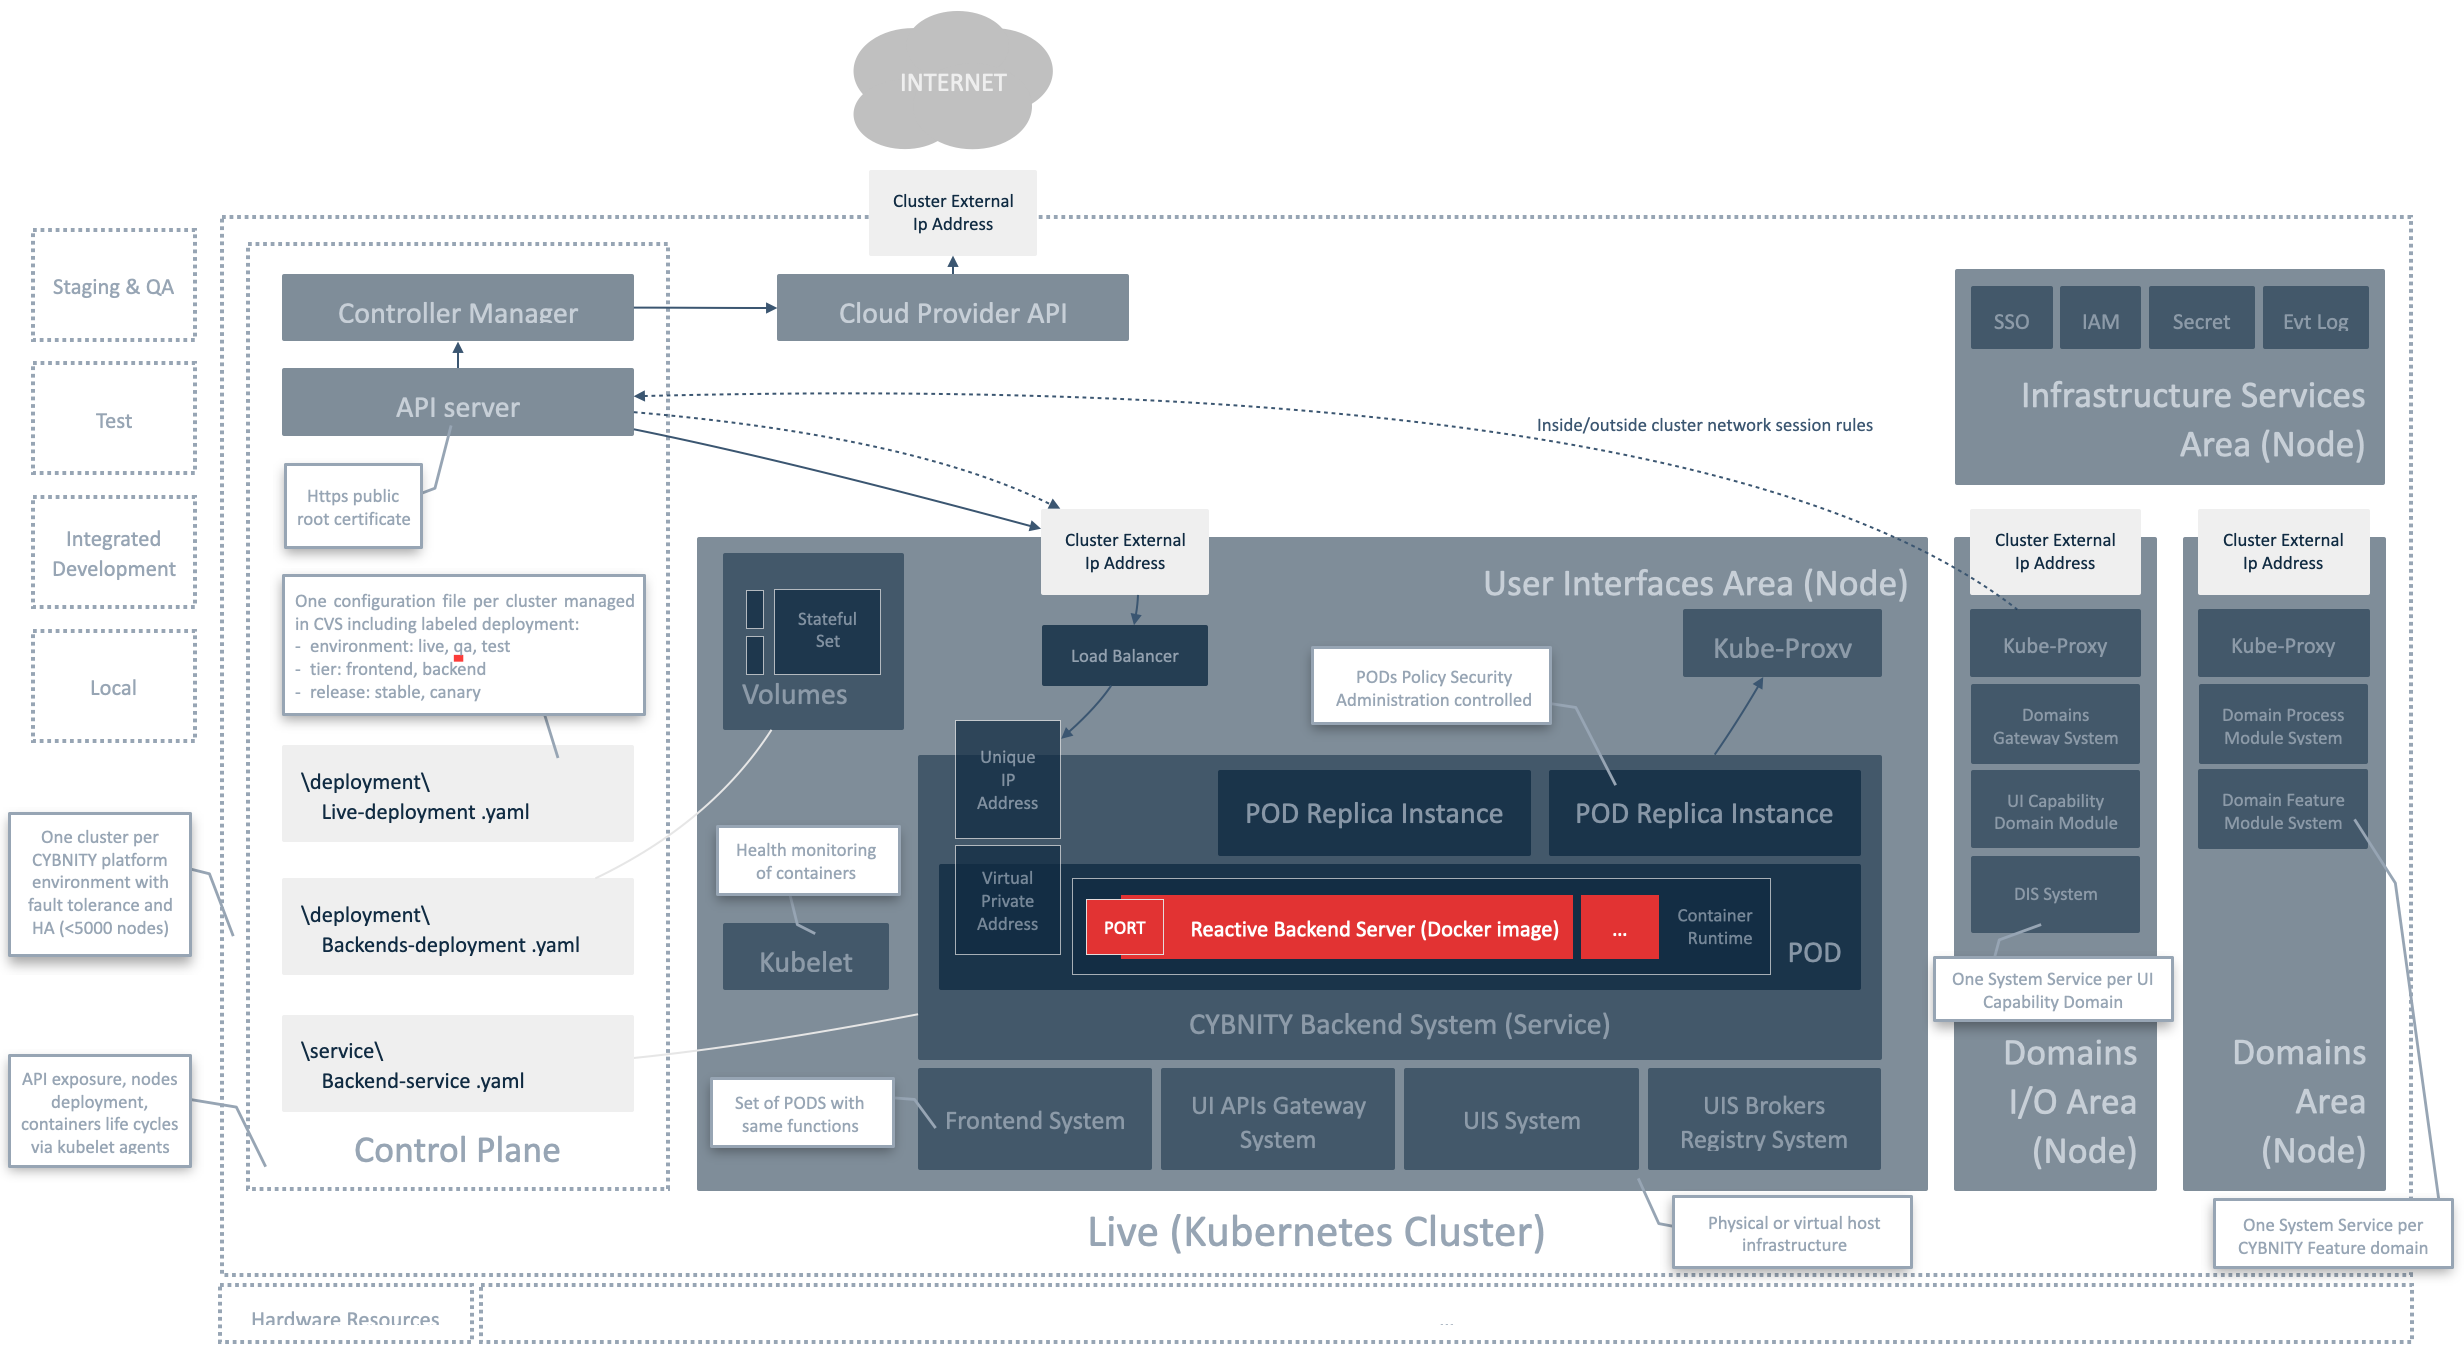 INTERNET
Cluster External
Ip Address
Staging & QA
Test
Integrated
Development
Local
Controller Manager
Cloud Provider API
API server
Https public
root certificate
One configuration file per cluster managed
in CVS including labeled deployment:
- environment: live, qa, test
- tier: frontend, backend
- release: stable, canary
\deployment\
Live-deployment .yaml
\deployment\
Backends-deployment .yaml
\service\
Backend-service .yaml
Control Plane
One cluster per
CYBNITY platform
environment with
fault tolerance and
HA (<5000 nodes)
API exposure, nodes
deployment,
containers life cycles
via kubelet agents
Inside/outside cluster network session rules
Cluster External
Ip Address
User Interfaces Area (Node)
Stateful
Set
Volumes
Load Balancer
Kube-Proxy
PODs Policy Security
Administration controlled
Unique
IP
Address
POD Replica Instance
POD Replica Instance
Health monitoring
of containers
Virtual
Private
Address
PORT
Reactive Backend Server (Docker image)
...
Container
Runtime
POD
Kubelet
CYBNITY Backend System (Service)
Set of PODS with
same functions
Frontend System
UI APIs Gateway
System
UIS System
UIS Brokers
Registry System
Physical or virtual host
infrastructure
Live (Kubernetes Cluster)
SSO
IAM
Secret
Evt Log
Infrastructure Services
Area (Node)
Cluster External
Ip Address
Kube-Proxy
Domains
Gateway System
UI Capability
Domain Module
DIS System
One System Service per UI
Capability Domain
Domains
I/O Area
(Node)
Cluster External
Ip Address
Kube-Proxy
Domain Process
Module System
Domain Feature
Module System
Domains
Area
(Node)
One System Service per
CYBNITY Feature domain
Hardware Resources
...